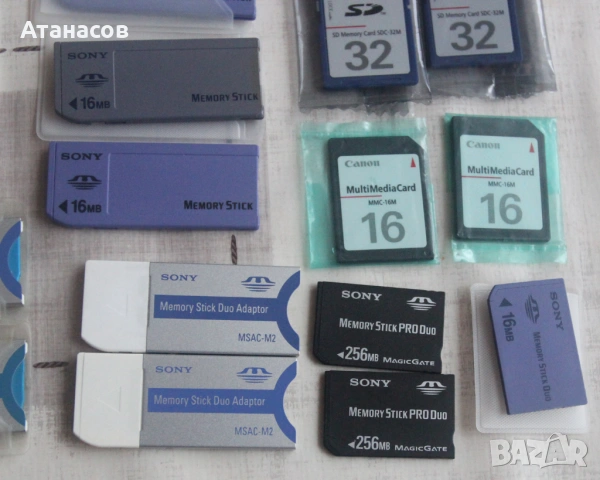 Атанасов
SD
SD Memory Card SDC-32M
32
SD Memory Card SDC-32M
32
SONY
16MB
MEMORY STICK
SONY
16MB
MEMORY STICK
Canon
MultiMediaCard
MMC-16M
16
Canon
MultiMediaCard
MMC-16M
16
SONY
Memory Stick Duo Adaptor
MSAC-M2
SONY
Memory Stick Duo Adaptor
MSAC-M2
SONY
MEMORY STICK PRO DUO
256MB MAGICGATE
SONY
MEMORY STICK PRO DUO
256MB MAGICGATE
SONY
MEMORY STICK DUO
16MB
BAZAR